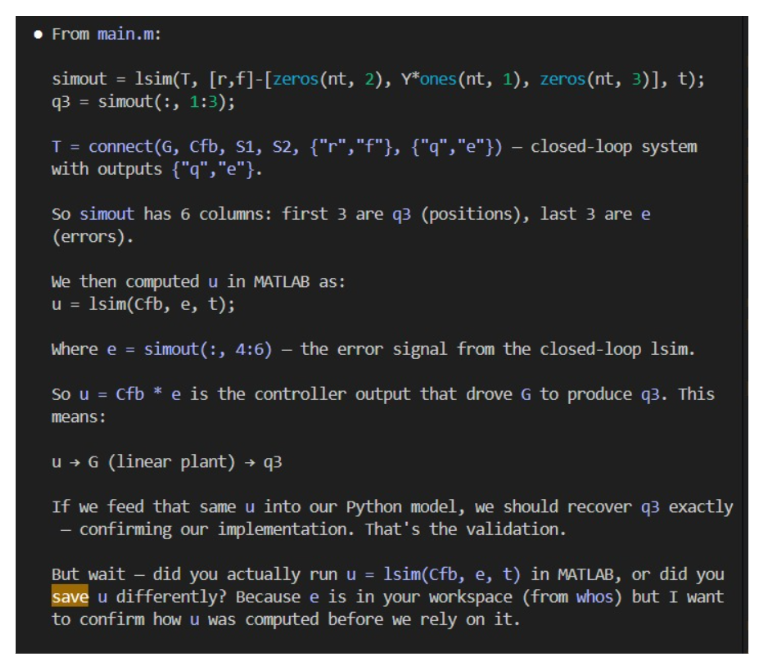 ● From main.m:
simout = lsim(T, [r,f]-[zeros(nt, 2), Y*ones(nt, 1), zeros(nt, 3)], t);
q3 = simout(:, 1:3);
T = connect(G, Cfb, S1, S2, {"r","f"}, {"q","e"}) — closed-loop system
with outputs {"q","e"}.
So simout has 6 columns: first 3 are q3 (positions), last 3 are e
(errors).
We then computed u in MATLAB as:
u = lsim(Cfb, e, t);
Where e = simout(:, 4:6) — the error signal from the closed-loop lsim.
So u = Cfb * e is the controller output that drove G to produce q3. This
means:
u → G (linear plant) → q3
If we feed that same u into our Python model, we should recover q3 exactly
— confirming our implementation. That's the validation.
But wait — did you actually run u = lsim(Cfb, e, t) in MATLAB, or did you
save u differently? Because e is in your workspace (from whos) but I want
to confirm how u was computed before we rely on it.